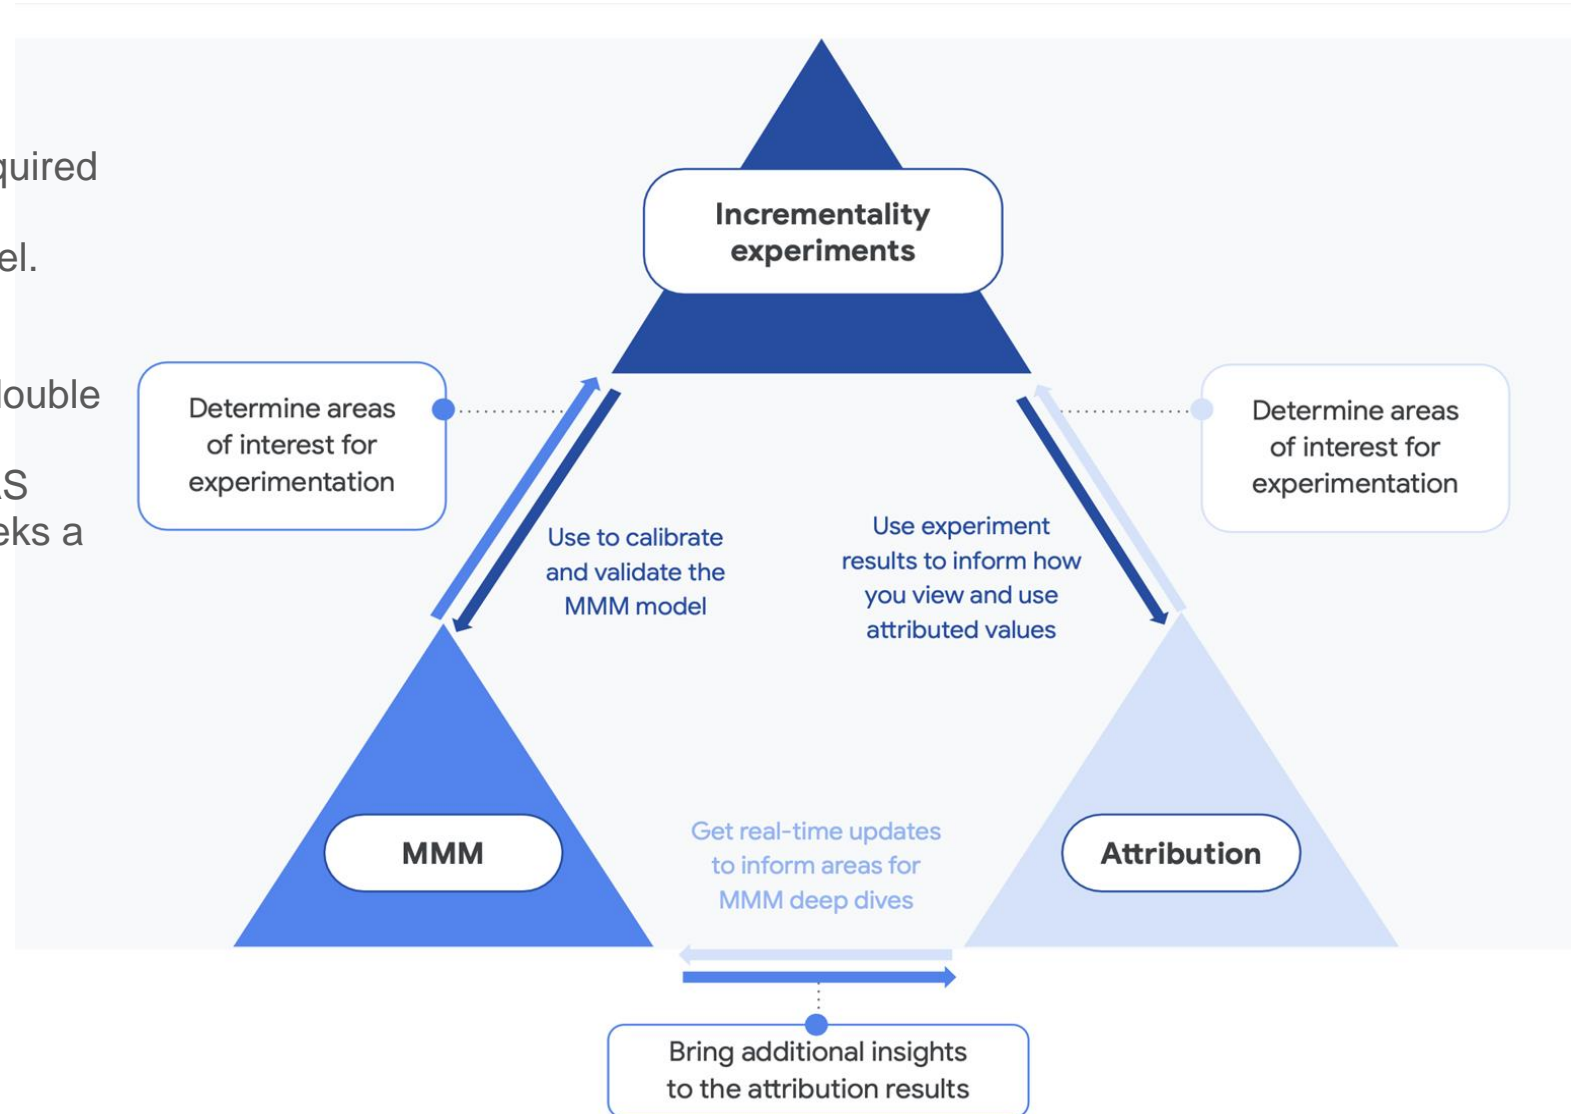 quired
el.
double
AS
eks a
Incrementality
experiments
Determine areas
of interest for
experimentation
Determine areas
of interest for
experimentation
Use to calibrate
and validate the
MMM model
Use experiment
results to inform how
you view and use
attributed values
MMM
Get real-time updates
to inform areas for
MMM deep dives
Attribution
Bring additional insights
to the attribution results